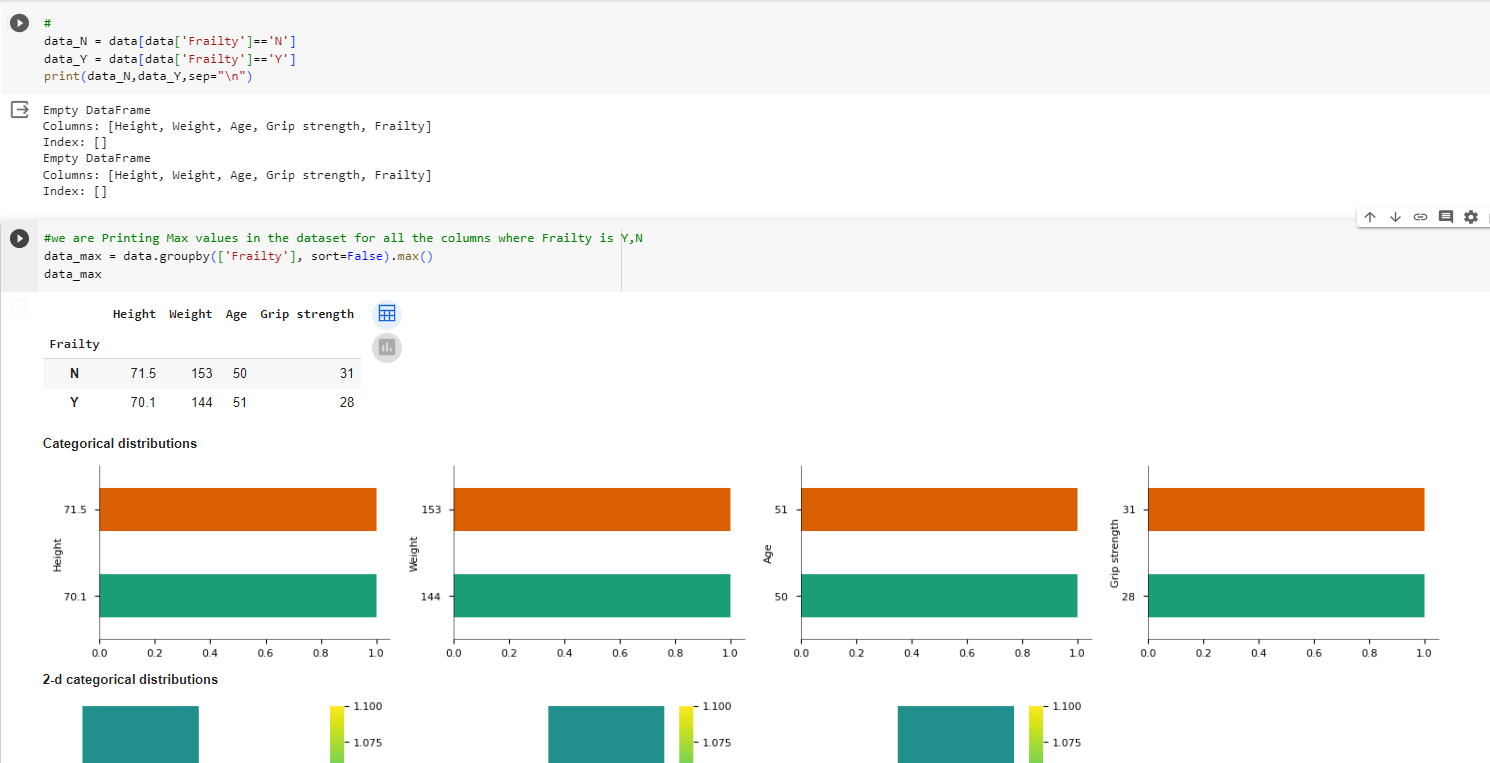 #
data_N = data[data['Frailty']=='N']
data_Y = data[data['Frailty']=='Y']
print(data_N,data_Y,sep="\n")
Empty DataFrame
Columns: [Height, Weight, Age, Grip strength, Frailty]
Index: []
Empty DataFrame
Columns: [Height, Weight, Age, Grip strength, Frailty]
Index: []
#we are Printing Max values in the dataset for all the columns where Frailty is Y,N
data_max = data.groupby(['Frailty'], sort=False).max()
data_max
Height Weight Age Grip strength
Frailty
N 71.5 153 50 31
Y 70.1 144 51 28
Categorical distributions
71.5 153 51 31
Height Weight Age Grip strength
70.1 144 50 28
0.0 0.2 0.4 0.6 0.8 1.0 0.0 0.2 0.4 0.6 0.8 1.0 0.0 0.2 0.4 0.6 0.8 1.0 0.0 0.2 0.4 0.6 0.8 1.0
2-d categorical distributions
1.100 1.100 1.100
1.075 1.075 1.075